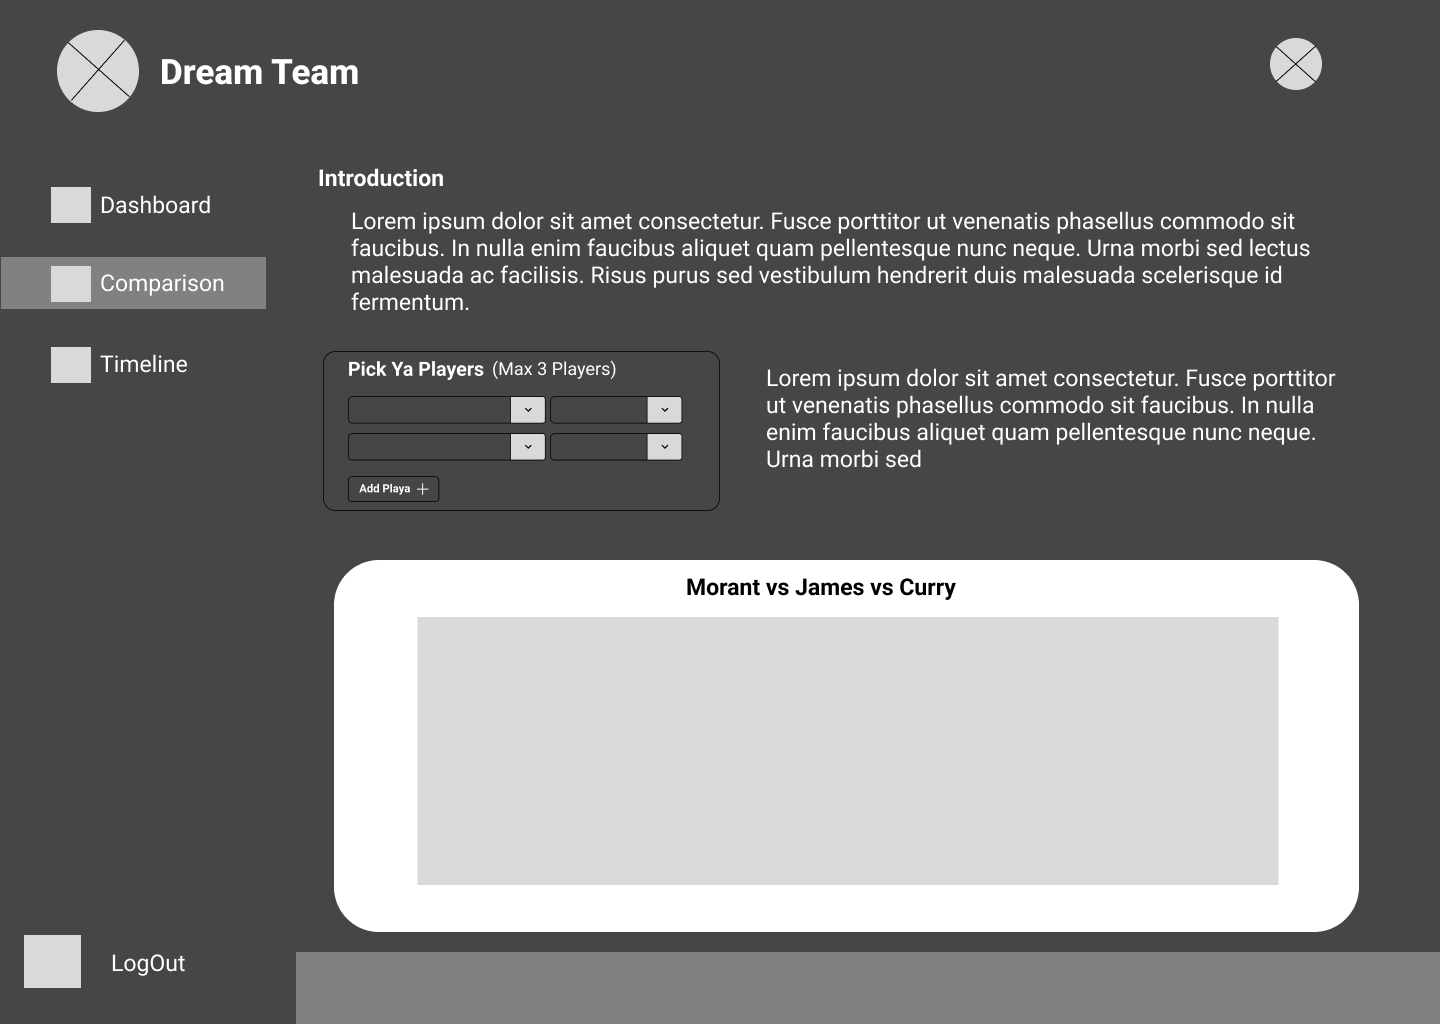 Dream Team
Dashboard
Comparison
Timeline
LogOut
Introduction
Lorem ipsum dolor sit amet consectetur. Fusce porttitor ut venenatis phasellus commodo sit
faucibus. In nulla enim faucibus aliquet quam pellentesque nunc neque. Urna morbi sed lectus
malesuada ac facilisis. Risus purus sed vestibulum hendrerit duis malesuada scelerisque id
fermentum.
Pick Ya Players (Max 3 Players)
Add Playa
Lorem ipsum dolor sit amet consectetur. Fusce porttitor
ut venenatis phasellus commodo sit faucibus. In nulla
enim faucibus aliquet quam pellentesque nunc neque.
Urna morbi sed
Morant vs James vs Curry